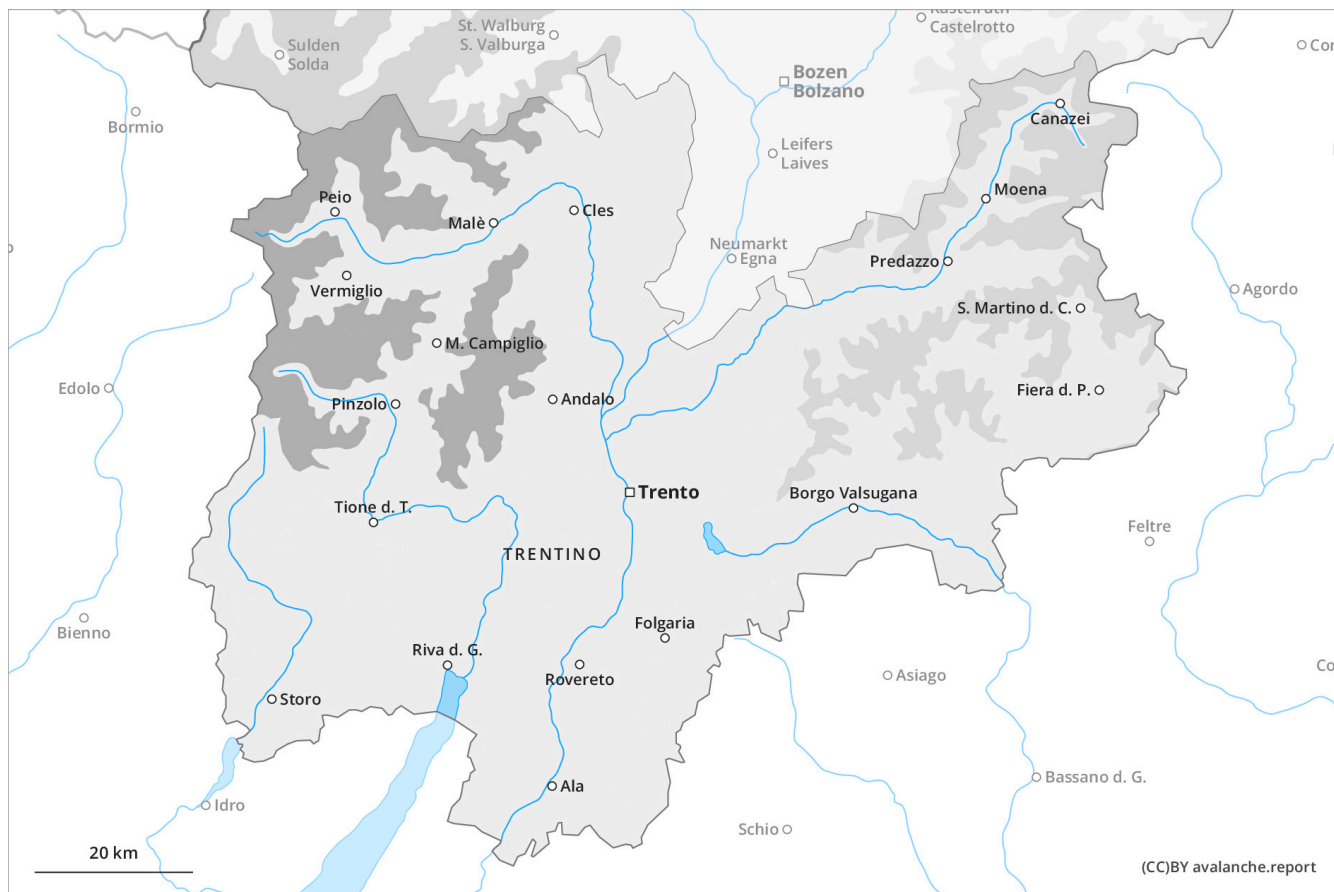 Kastelruth
Castelrotto
St. Walburg
S. Valburga
Sulden
Solda
Cor
Bozen
Bolzano
Bormio
Canazei
Leifers
Laives
Moena
Peio
Malè
Cles
Neumarkt
Egna
Predazzo
Vermiglio
Agordo
S. Martino d. C.
M. Campiglio
Edolo
Fiera d. P.
Pinzolo
Andalo
Trento
Borgo Valsugana
Tione d. T.
Feltre
TRENTINO
Bienno
Folgaria
Riva d. G.
Rovereto
Asiago
Co
Storo
Bassano d. G.
Ala
Idro
Schio
20 km
(CC)BY avalanche.report